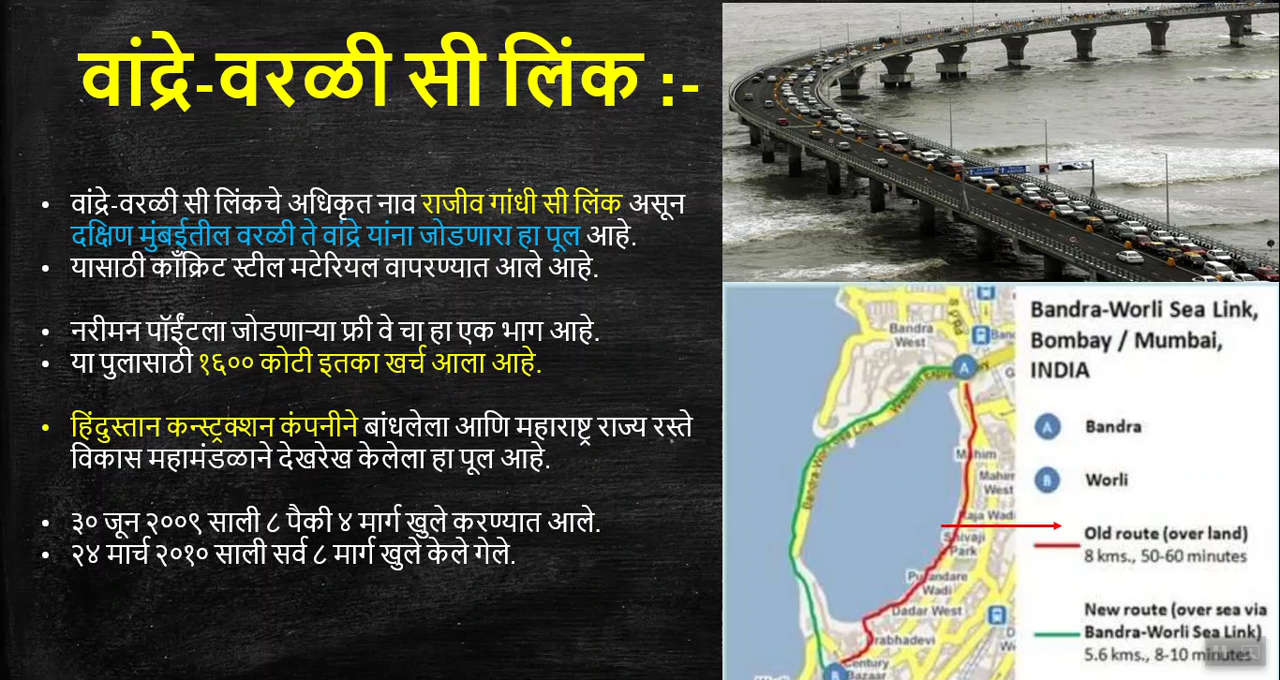 वांद्रे-वरळी सी लिंक :-
• वांद्रे-वरळी सी लिंकचे अधिकृत नाव राजीव गांधी सी लिंक असून
दक्षिण मुंबईतील वरळी ते वांद्रे यांना जोडणारा हा पूल आहे.
• यासाठी काँक्रिट स्टील मटेरियल वापरण्यात आले आहे.
• नरीमन पॉईंटला जोडणाऱ्या फ्री वे चा हा एक भाग आहे.
• या पुलासाठी १६०० कोटी इतका खर्च आला आहे.
• हिंदुस्तान कन्स्ट्रक्शन कंपनीने बांधलेला आणि महाराष्ट्र राज्य रस्ते
विकास महामंडळाने देखरेख केलेला हा पूल आहे.
• ३० जून २००९ साली ८ पैकी ४ मार्ग खुले करण्यात आले.
• २४ मार्च २०१० साली सर्व ८ मार्ग खुले केले गेले.
Bandra
West
A
Bandra-Worli Sea Link
Mahim
Mahim
West
Shivaji
Park
Dadar West
Century
Bazaar
B
Bandra-Worli Sea Link,
Bombay / Mumbai,
INDIA
A Bandra
B Worli
Old route (over land)
8 kms., 50-60 minutes
New route (over sea via
Bandra-Worli Sea Link)
5.6 kms., 8-10 minutes